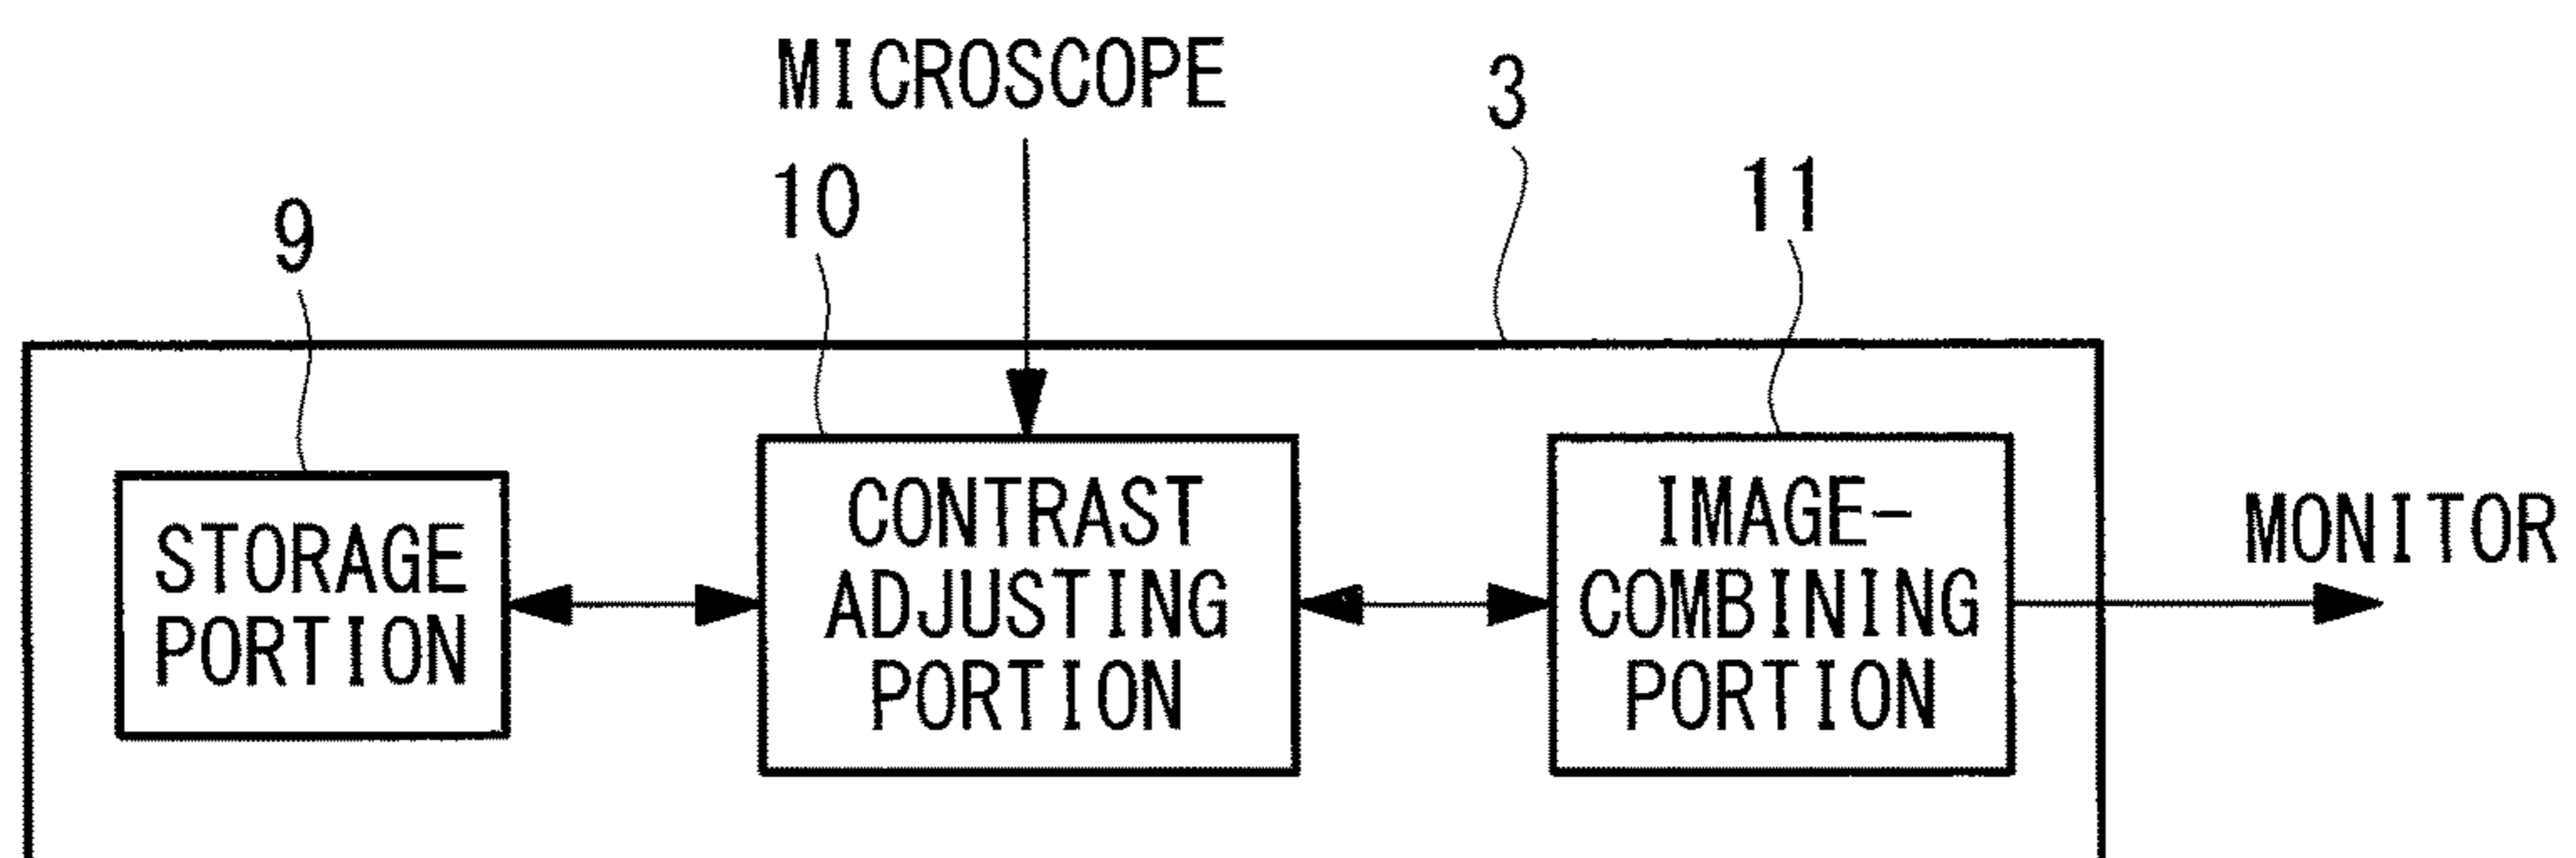 MICROSCOPE
3
10
11
9
STORAGE
PORTION
CONTRAST
ADJUSTING
PORTION
IMAGE-
COMBINING
PORTION
MONITOR